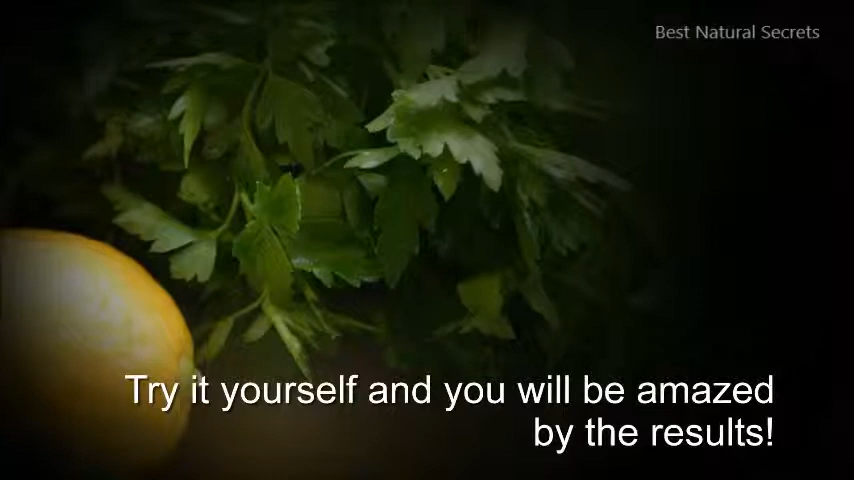 Best Natural Secrets
Try it yourself and you will be amazed
by the results!